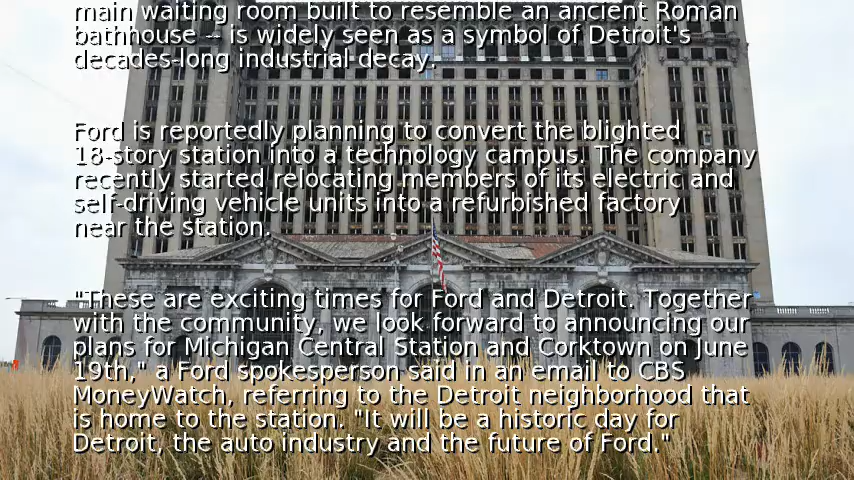 main waiting room built to resemble an ancient Roman
bathhouse -- is widely seen as a symbol of Detroit's
decades-long industrial decay.
Ford is reportedly planning to convert the blighted
18-story station into a technology campus. The company
recently started relocating members of its electric and
self-driving vehicle units into a refurbished factory
near the station.
"These are exciting times for Ford and Detroit. Together
with the community, we look forward to announcing our
plans for Michigan Central Station and Corktown on June
19th," a Ford spokesperson said in an email to CBS
MoneyWatch, referring to the Detroit neighborhood that
is home to the station. "It will be a historic day for
Detroit, the auto industry and the future of Ford."